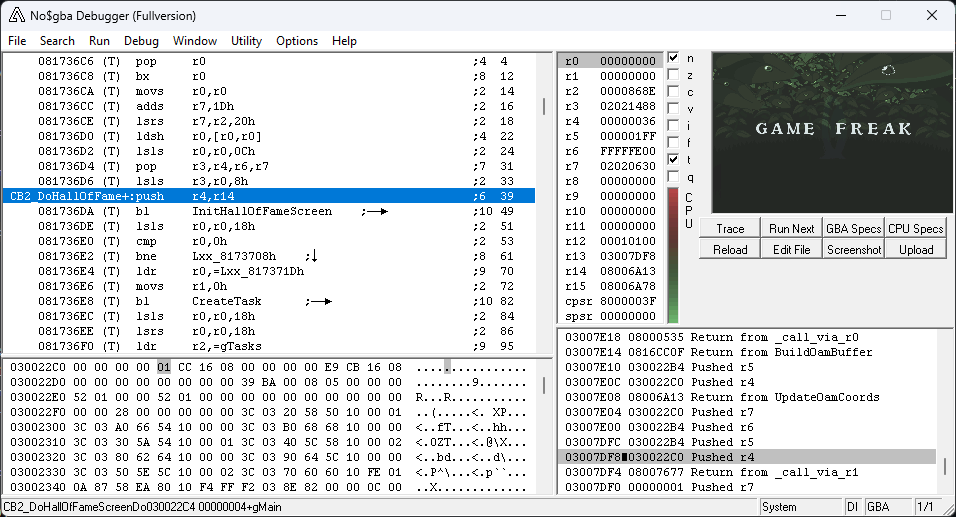 No$gba Debugger (Fullversion)
File Search Run Debug Window Utility Options Help
081736C6 (T) pop r0 ;4 4
081736C8 (T) bx r0 ;8 12
081736CA (T) movs r0,r0 ;2 14
081736CC (T) adds r7,1Dh ;2 16
081736CE (T) lsrs r7,r2,20h ;2 18
081736D0 (T) ldsh r0,[r0,r0] ;4 22
081736D2 (T) lsls r0,r0,0Ch ;2 24
081736D4 (T) pop r3,r4,r6,r7 ;7 31
081736D6 (T) lsls r3,r0,8h ;2 33
CB2_DoHallOfFame+:push r4,r14 ;6 39
081736DA (T) bl InitHallOfFameScreen ;→ ;10 49
081736DE (T) lsls r0,r0,18h ;2 51
081736E0 (T) cmp r0,0h ;2 53
081736E2 (T) bne Lxx_8173708h ;↓ ;8 61
081736E4 (T) ldr r0,=Lxx_817371Dh ;9 70
081736E6 (T) movs r1,0h ;2 72
081736E8 (T) bl CreateTask ;→ ;10 82
081736EC (T) lsls r0,r0,18h ;2 84
081736EE (T) lsrs r0,r0,18h ;2 86
081736F0 (T) ldr r2,=gTasks ;9 95
r0 00000000
r1 00000000
r2 0000868E
r3 02021488
r4 00000036
r5 000001FF
r6 FFFFFE00
r7 02020630
r8 00000000
r9 00000000
r10 00000000
r11 00000000
r12 00010100
r13 03007DF8
r14 08006A13
r15 08006A78
cpsr 8000003F
spsr 00000000
n
z
c
v
i
f
t
q
C
P
U
GAME FREAK
Trace Run Next GBA Specs CPU Specs
Reload Edit File Screenshot Upload
030022C0 00 00 00 00 01 CC 16 08 00 00 00 00 E9 CB 16 08 ................
030022D0 00 00 00 00 00 00 00 00 39 BA 00 08 05 00 00 00 ........9.......
030022E0 52 01 00 00 52 01 00 00 00 00 00 00 00 00 00 00 R...R...........
030022F0 00 00 28 00 00 00 00 00 3C 03 20 58 50 10 00 01 ..(.....<. XP...
03002300 3C 03 A0 66 54 10 00 00 3C 03 B0 68 68 10 00 00 <..fT...<..hh...
03002310 3C 03 30 5A 54 10 00 01 3C 03 40 5C 58 10 00 02 <.0ZT...<.@\X...
03002320 3C 03 80 62 64 10 00 00 3C 03 90 64 5C 10 00 00 <..bd...<..d\...
03002330 3C 03 50 5E 5C 10 00 02 3C 03 70 60 60 10 FE 01 <.P^\...<.p``...
03002340 0A 87 58 EA 80 10 F4 FF F2 03 8E 82 00 00 0C 00 ..X.............
03007E18 08000535 Return from _call_via_r0
03007E14 0816CC0F Return from BuildOamBuffer
03007E10 030022B4 Pushed r5
03007E0C 030022C0 Pushed r4
03007E08 08006A13 Return from UpdateOamCoords
03007E04 030022C0 Pushed r7
03007E00 030022B4 Pushed r6
03007DFC 030022B4 Pushed r5
03007DF8 030022C0 Pushed r4
03007DF4 08007677 Return from _call_via_r1
03007DF0 00000001 Pushed r7
CB2_DoHallOfFameScreenDo030022C4 00000004+gMain
System DI GBA 1/1